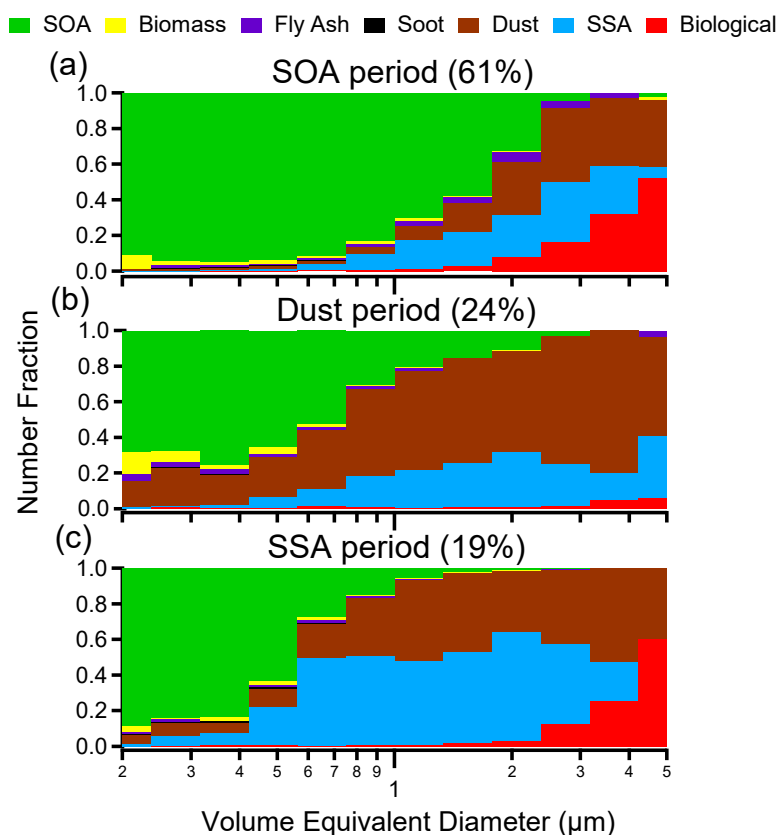 SOA Biomass Fly Ash Soot Dust SSA Biological
(a) SOA period (61%)
1.0
0.8
0.6
0.4
0.2
0.0
(b) Dust period (24%)
1.0
0.8
0.6
0.4
0.2
0.0
Number Fraction
(c) SSA period (19%)
1.0
0.8
0.6
0.4
0.2
0.0
2 3 4 5 6 7 8 9 1 2 3 4 5
Volume Equivalent Diameter (µm)